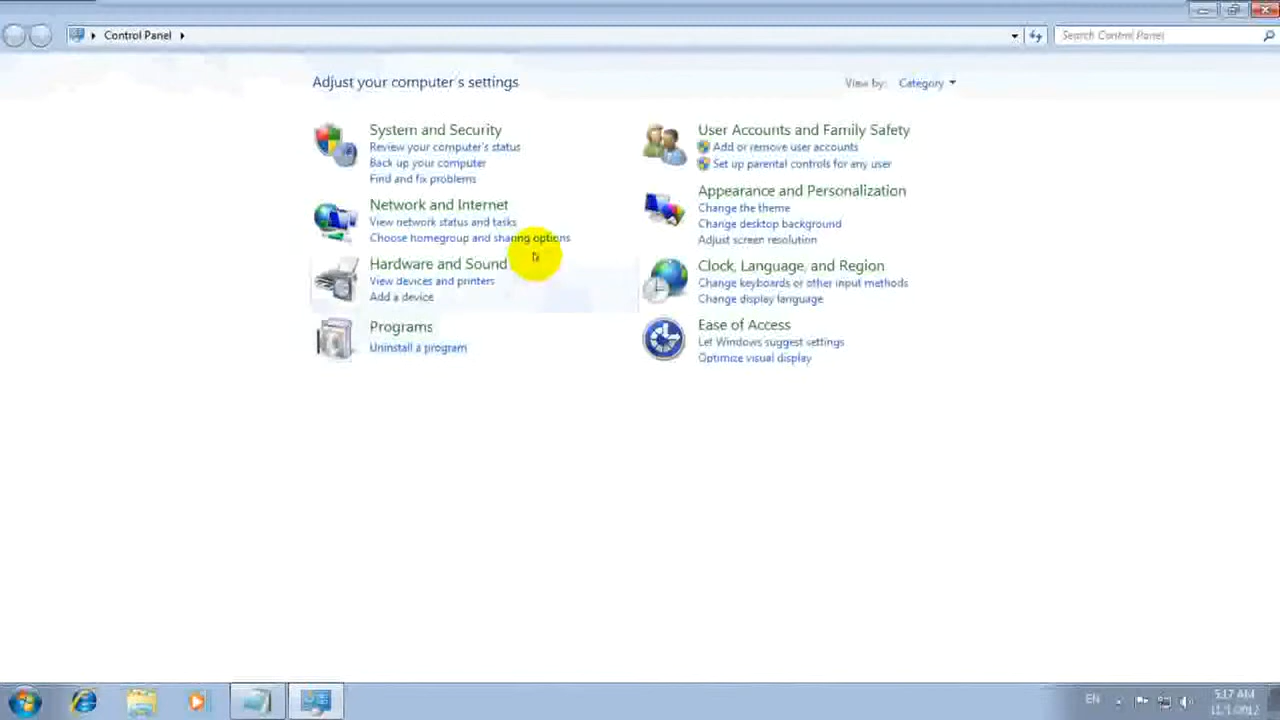 Control Panel
Search Control Panel
Adjust your computer's settings
View by: Category
System and Security
Review your computer's status
Back up your computer
Find and fix problems
Network and Internet
View network status and tasks
Choose homegroup and sharing options
Hardware and Sound
View devices and printers
Add a device
Programs
Uninstall a program
User Accounts and Family Safety
Add or remove user accounts
Set up parental controls for any user
Appearance and Personalization
Change the theme
Change desktop background
Adjust screen resolution
Clock, Language, and Region
Change keyboards or other input methods
Change display language
Ease of Access
Let Windows suggest settings
Optimize visual display
EN
5:17 AM